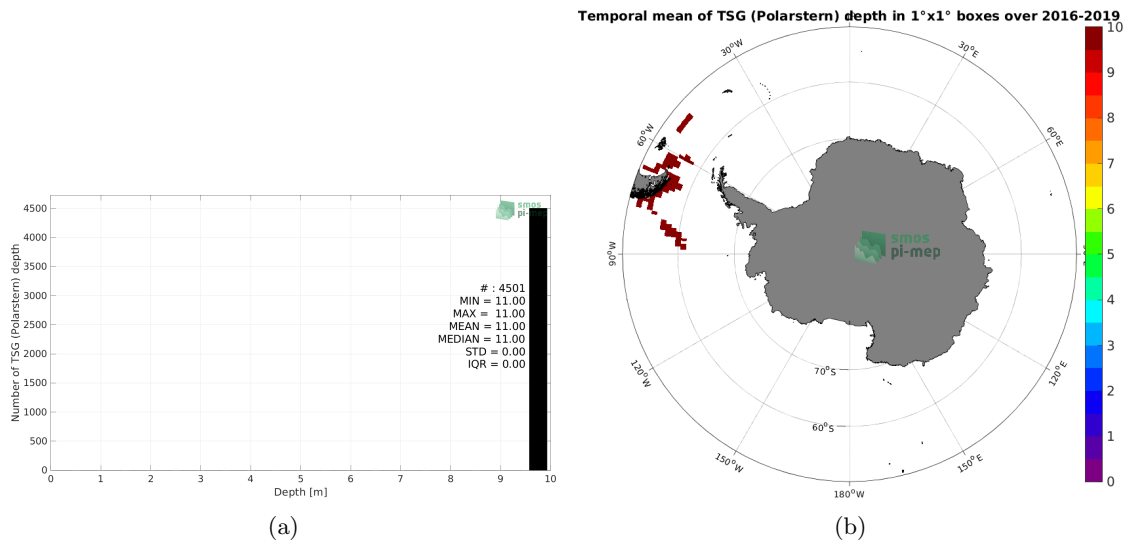 Temporal mean of TSG (Polarstern) depth in 1°x1° boxes over 2016-2019
Number of TSG (Polarstern) depth
4500
4000
3500
3000
2500
2000
1500
1000
500
0
smos
pi-mep
# : 4501
MIN = 11.00
MAX = 11.00
MEAN = 11.00
MEDIAN = 11.00
STD = 0.00
IQR = 0.00
0 1 2 3 4 5 6 7 8 9 10
Depth [m]
(a)
30°W
30°E
60°W
60°E
90°W
120°W
120°E
150°W
150°E
180°W
70°S
60°S
smos
pi-mep
10
9
8
7
6
5
4
3
2
1
0
(b)